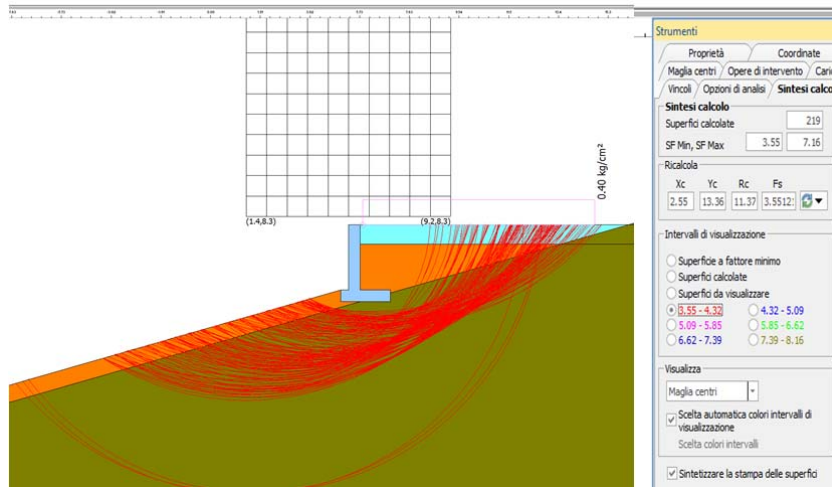 Strumenti
Proprietà Coordinate
Maglia centri Opere di intervento Caric
Vincoli Opzioni di analisi Sintesi calco
Sintesi calcolo
Superfici calcolate 219
SF Min, SF Max 3.55 7.16
Ricalcola
Xc Yc Rc Fs
2.55 13.36 11.37 3.5512:
Intervalli di visualizzazione
Superficie a fattore minimo
Superfici calcolate
Superfici da visualizzare
3.55 - 4.32 4.32 - 5.09
5.09 - 5.85 5.85 - 6.62
6.62 - 7.39 7.39 - 8.16
Visualizza
Maglia centri
Scelta automatica colori intervalli di
visualizzazione
Scelta colori intervalli
Sintetizzare la stampa delle superfici
0.40 kg/cm²
(1.4,8.3) (9.2,8.3)